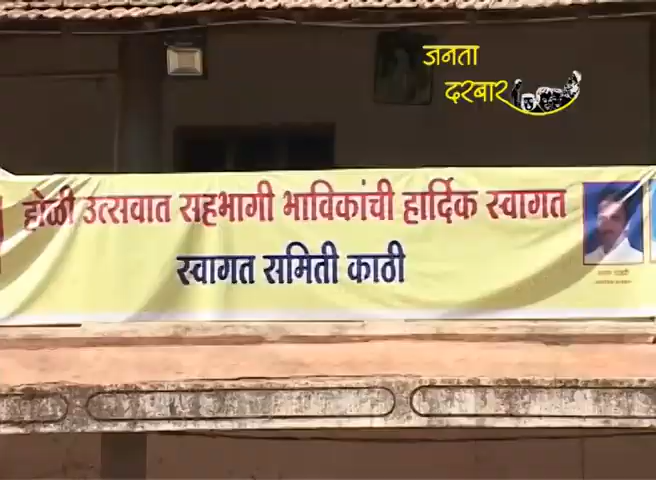 जनता
दरबार
होळी उत्सवात सहभागी भाविकांची हार्दिक स्वागत
स्वागत समिती काठी